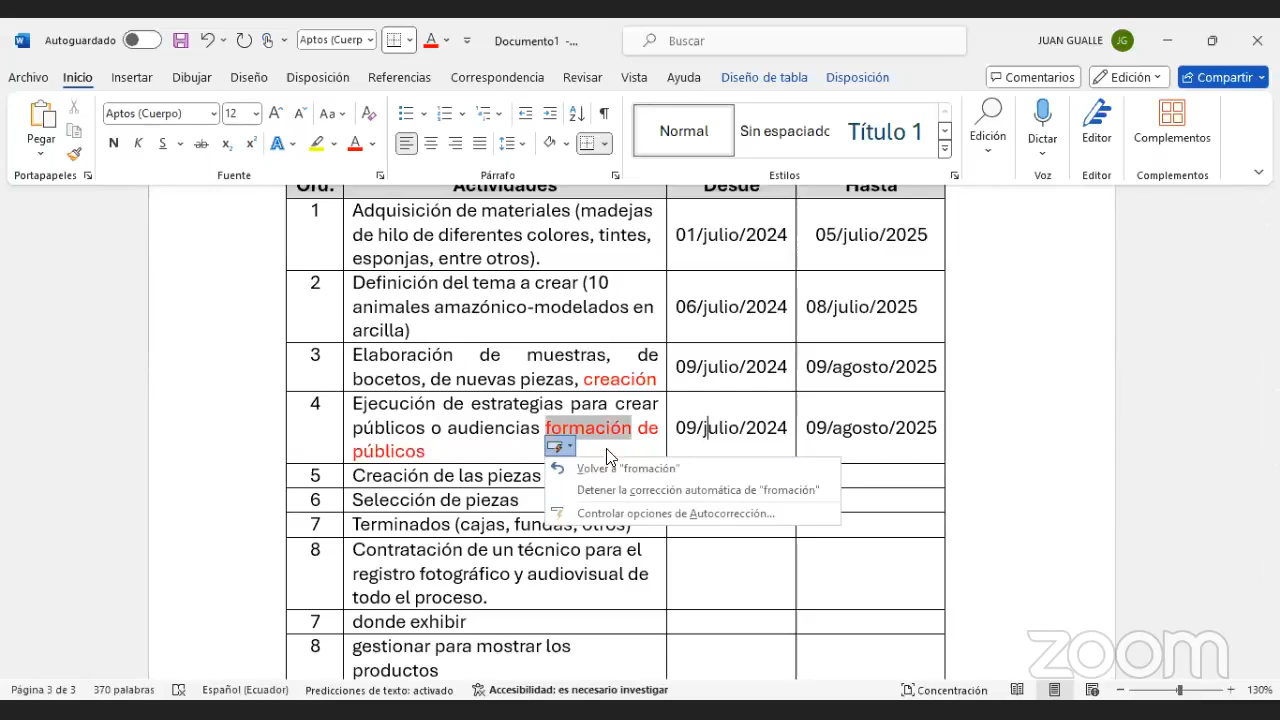 Autoguardado
Aptos (Cuerp
Documento1 -...
Buscar
JUAN GUALLE
JG
Archivo Inicio Insertar Dibujar Diseño Disposición Referencias Correspondencia Revisar Vista Ayuda Diseño de tabla Disposición
Comentarios
Edición
Compartir
Pegar
Aptos (Cuerpo)
12
Normal
Sin espaciado
Título 1
Edición
Dictar
Editor
Complementos
Portapapeles
Fuente
Párrafo
Estilos
Voz
Editor
Complementos
Ord. Actividades Desde Hasta
1 Adquisición de materiales (madejas
de hilo de diferentes colores, tintes, 01/julio/2024 05/julio/2025
esponjas, entre otros).
2 Definición del tema a crear (10
animales amazónico-modelados en 06/julio/2024 08/julio/2025
arcilla)
3 Elaboración de muestras, de
bocetos, de nuevas piezas, creación 09/julio/2024 09/agosto/2025
4 Ejecución de estrategias para crear
públicos o audiencias formación de 09/julio/2024 09/agosto/2025
públicos
Volver a "fromación"
Detener la corrección automática de "fromación"
Controlar opciones de Autocorrección...
5 Creación de las piezas
6 Selección de piezas
7 Terminados (cajas, fundas, otros)
8 Contratación de un técnico para el
registro fotográfico y audiovisual de
todo el proceso.
7 donde exhibir
8 gestionar para mostrar los
productos
zoom
Página 3 de 3 370 palabras Español (Ecuador) Predicciones de texto: activado Accesibilidad: es necesario investigar Concentración 130%